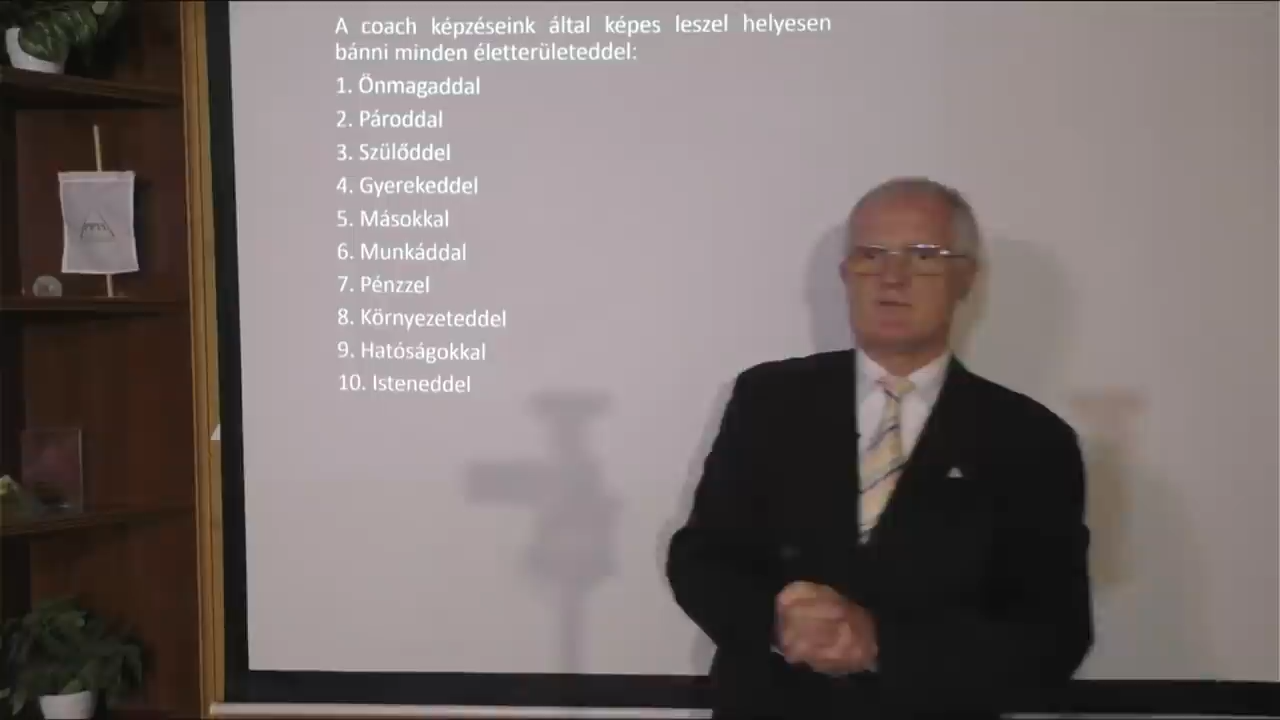 A coach képzéseink által képes leszel helyesen
bánni minden életterületeddel:
1. Önmagaddal
2. Pároddal
3. Szülőddel
4. Gyerekeddel
5. Másokkal
6. Munkáddal
7. Pénzzel
8. Környezeteddel
9. Hatóságokkal
10. Isteneddel